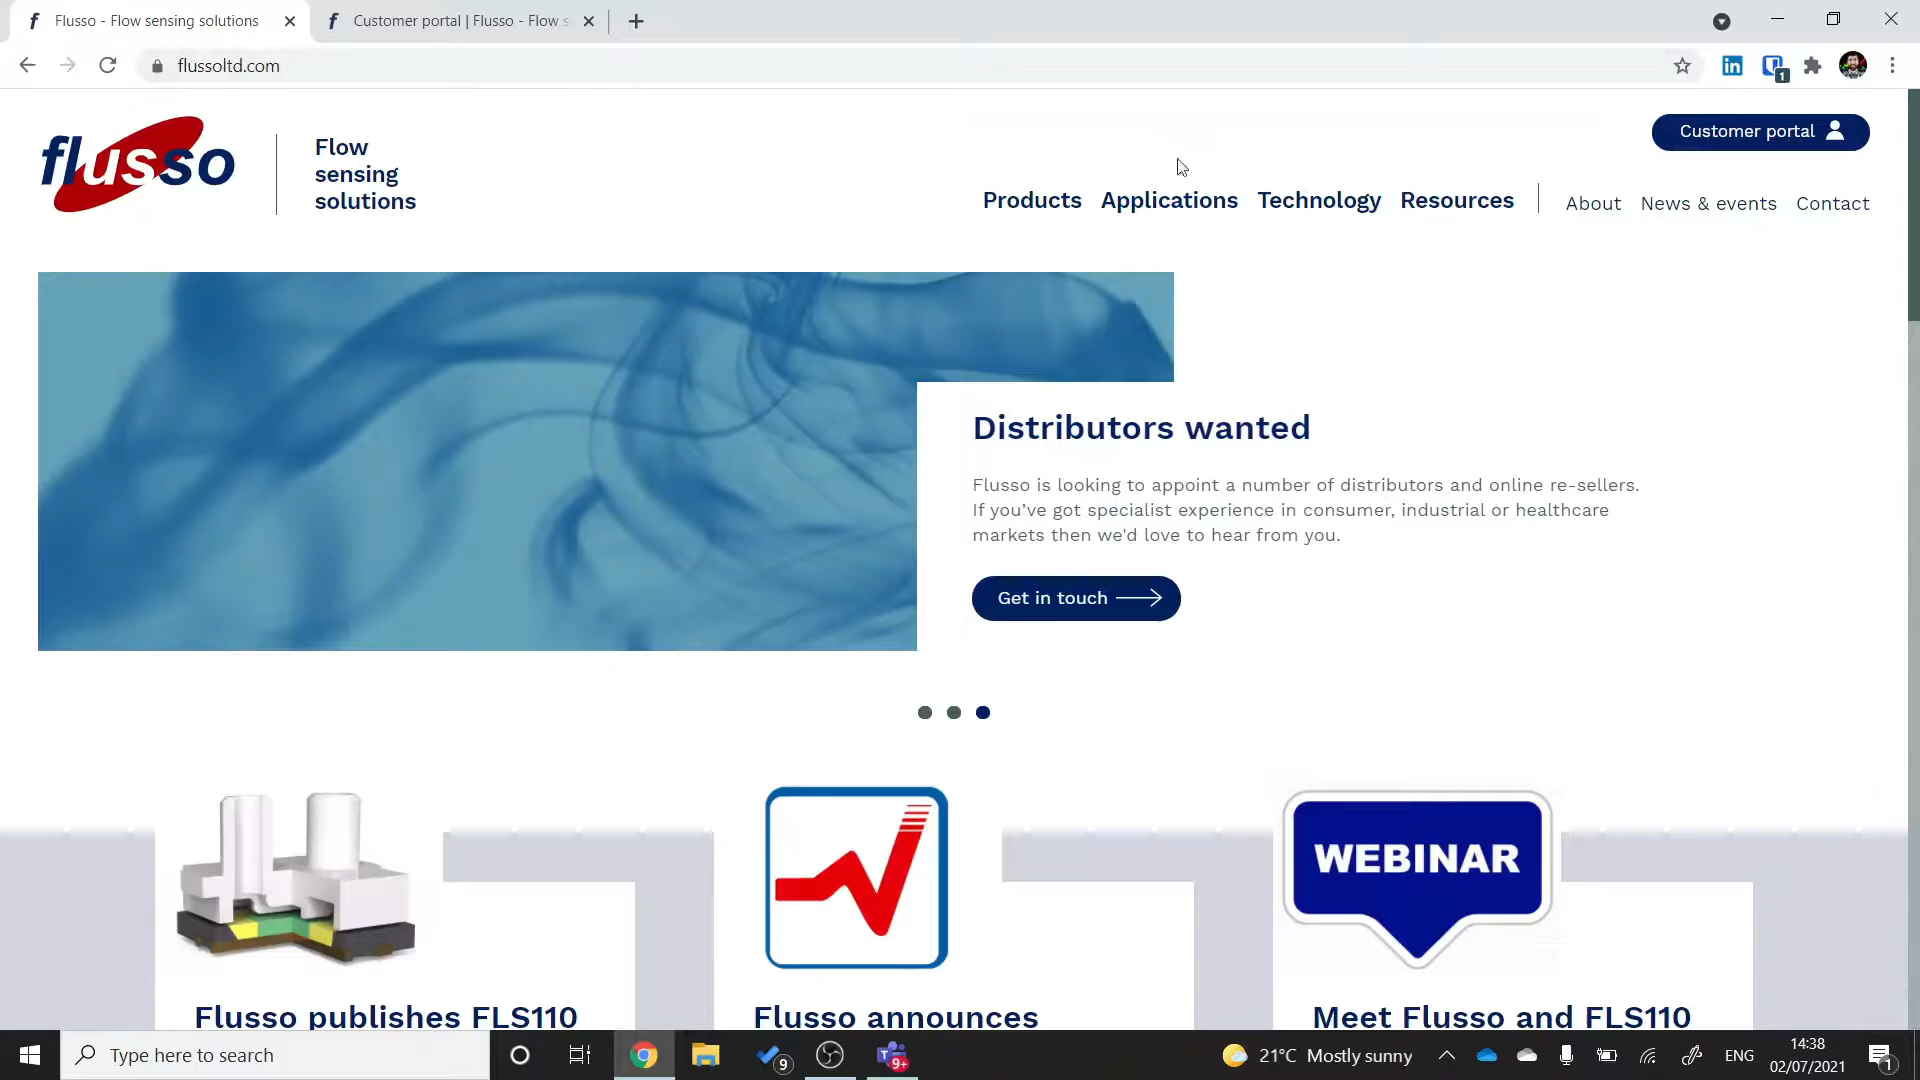 Flusso - Flow sensing solutions
Customer portal | Flusso - Flow s
flussoltd.com
1
flusso
Flow
sensing
solutions
Customer portal
Products Applications Technology Resources About News & events Contact
Distributors wanted
Flusso is looking to appoint a number of distributors and online re-sellers.
If you’ve got specialist experience in consumer, industrial or healthcare
markets then we'd love to hear from you.
Get in touch
WEBINAR
Flusso publishes FLS110
Flusso announces
Meet Flusso and FLS110
Type here to search
9
9+
21°C Mostly sunny
ENG
14:38
02/07/2021
1